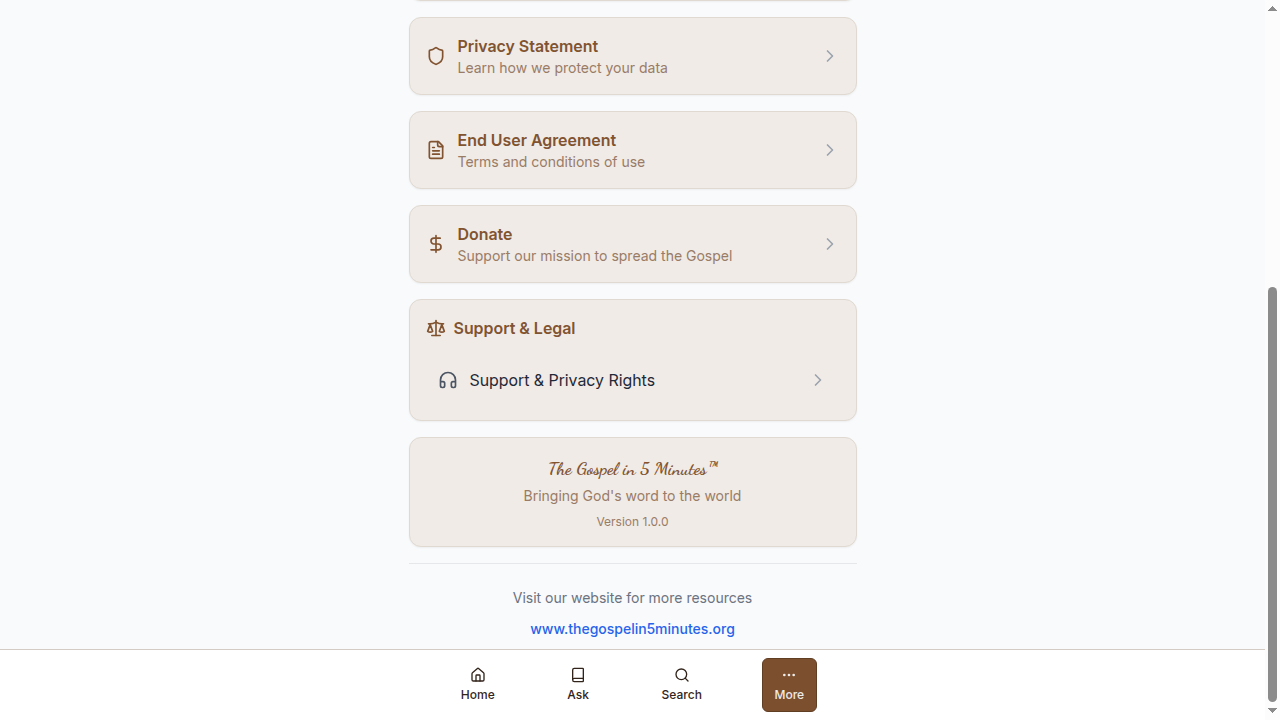 Privacy Statement
Learn how we protect your data
End User Agreement
Terms and conditions of use
Donate
Support our mission to spread the Gospel
Support & Legal
Support & Privacy Rights
The Gospel in 5 Minutes™
Bringing God's word to the world
Version 1.0.0
Visit our website for more resources
www.thegospelin5minutes.org
Home
Ask
Search
More